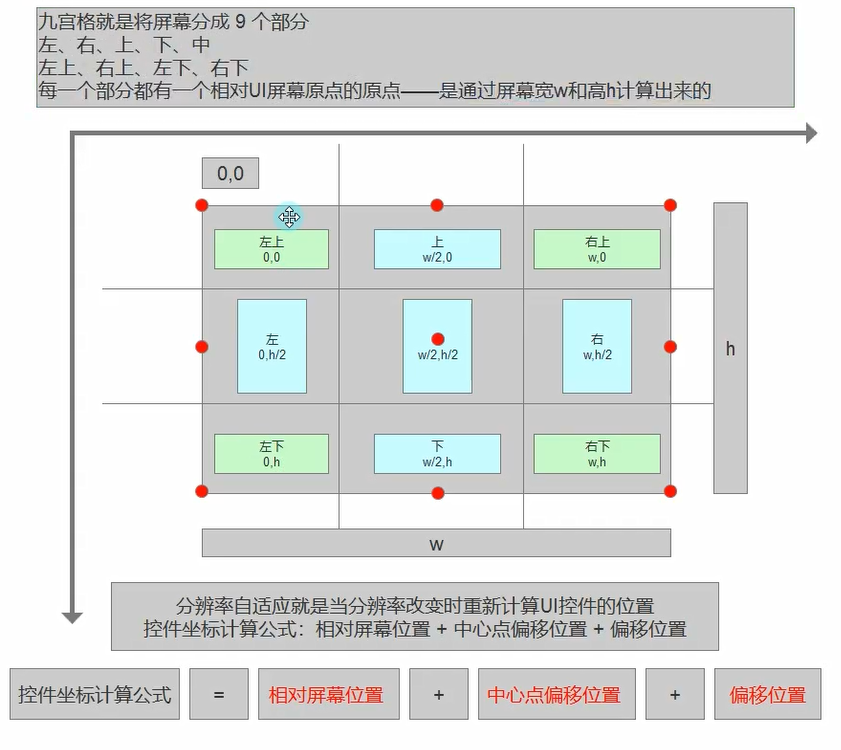 九宫格就是将屏幕分成 9 个部分
左、右、上、下、中
左上、右上、左下、右下
每一个部分都有一个相对UI屏幕原点的原点——是通过屏幕宽w和高h计算出来的
0,0
左上
0,0
上
w/2,0
右上
w,0
左
0,h/2
w/2,h/2
右
w,h/2
h
左下
0,h
下
w/2,h
右下
w,h
w
分辨率自适应就是当分辨率改变时重新计算UI控件的位置
控件坐标计算公式：相对屏幕位置 + 中心点偏移位置 + 偏移位置
控件坐标计算公式 = 相对屏幕位置 + 中心点偏移位置 + 偏移位置